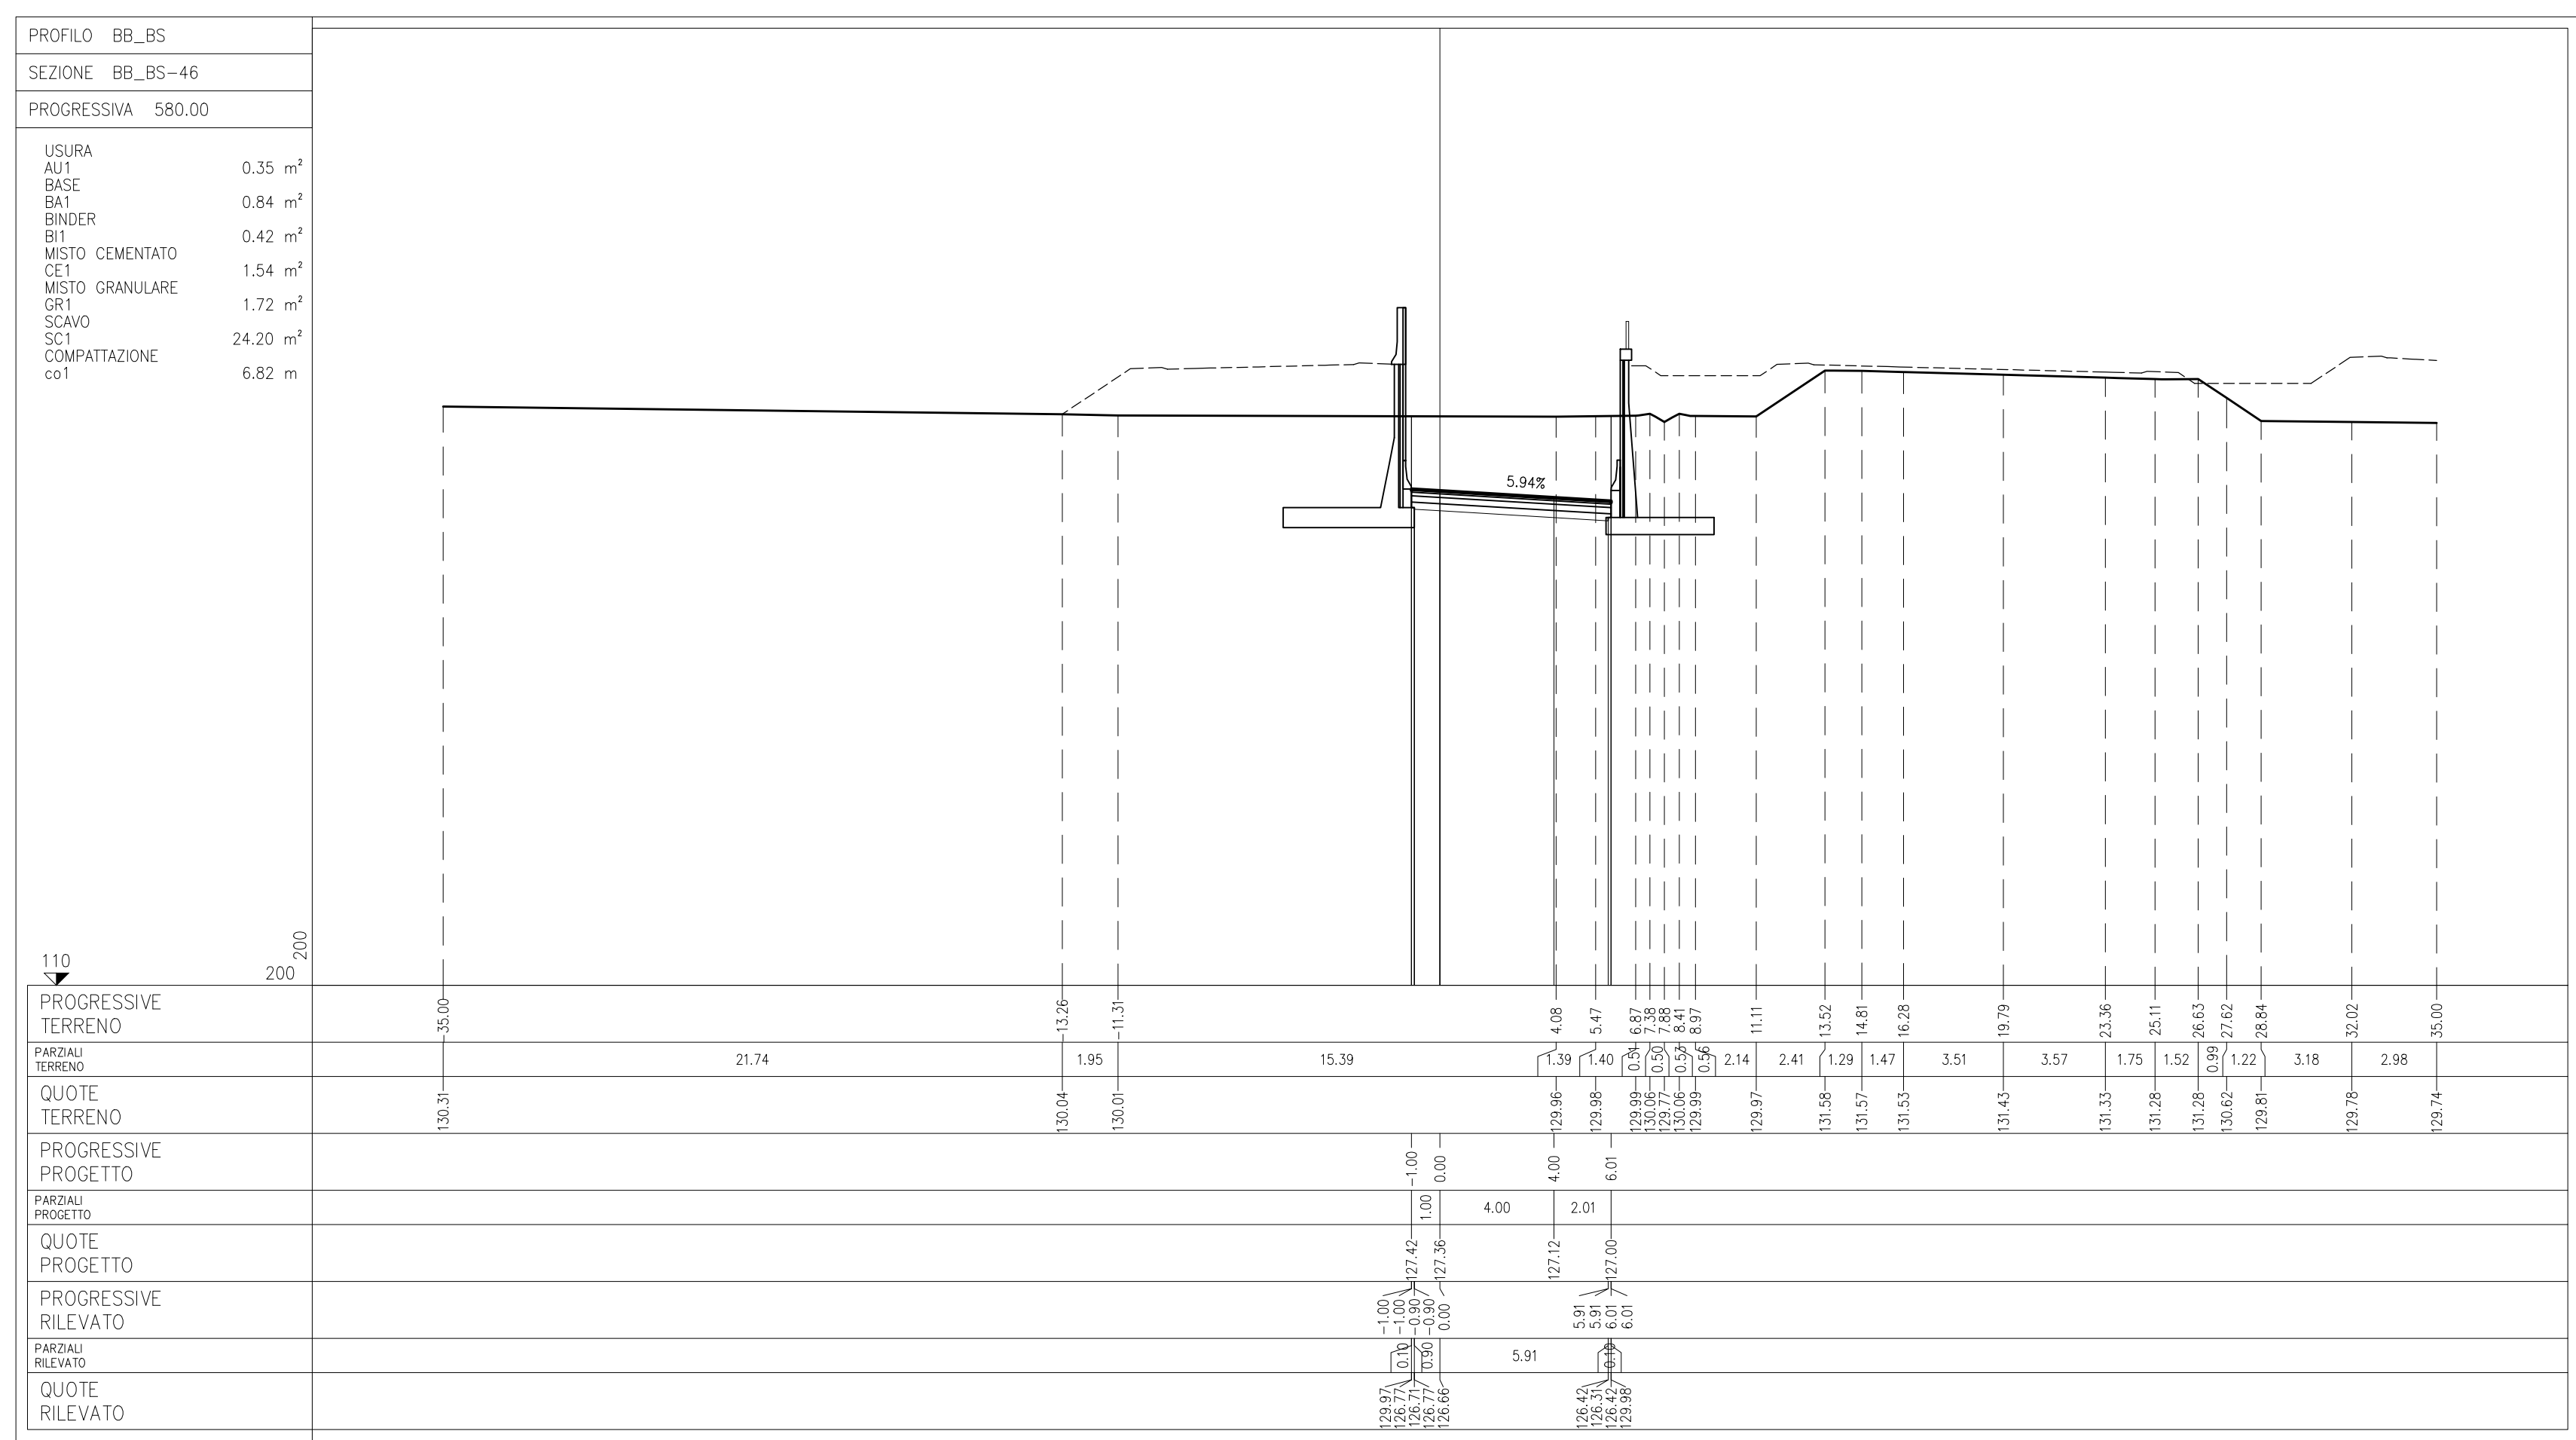 PROFILO BB_BS
SEZIONE BB_BS-46
PROGRESSIVA 580.00
USURA
AU1 0.35 m²
BASE
BA1 0.84 m²
BINDER
BI1 0.42 m²
MISTO CEMENTATO
CE1 1.54 m²
MISTO GRANULARE
GR1 1.72 m²
SCAVO
SC1 24.20 m²
COMPATTAZIONE
co1 6.82 m
5.94%
110
200
200
PROGRESSIVE
TERRENO
-35.00 -13.26 -11.31 4.08 5.47 6.87 7.38 7.88 8.41 8.97 11.11 13.52 14.81 16.28 19.79 23.36 25.11 26.63 27.62 28.84 32.02 35.00
PARZIALI
TERRENO
21.74 1.95 15.39 1.39 1.40 0.51 0.50 0.53 0.56 2.14 2.41 1.29 1.47 3.51 3.57 1.75 1.52 0.99 1.22 3.18 2.98
QUOTE
TERRENO
130.31 130.04 130.01 129.96 129.98 129.99 130.06 129.77 130.06 129.99 129.97 131.58 131.57 131.53 131.43 131.33 131.28 131.28 130.62 129.81 129.78 129.74
PROGRESSIVE
PROGETTO
-1.00 0.00 4.00 6.01
PARZIALI
PROGETTO
1.00 4.00 2.01
QUOTE
PROGETTO
127.42 127.36 127.12 127.00
PROGRESSIVE
RILEVATO
-1.00 -1.00 -0.90 -0.90 0.00 5.91 5.91 6.01 6.01
PARZIALI
RILEVATO
0.10 0.90 5.91 0.10
QUOTE
RILEVATO
129.97 126.77 126.71 126.77 126.66 126.42 126.31 126.42 129.98